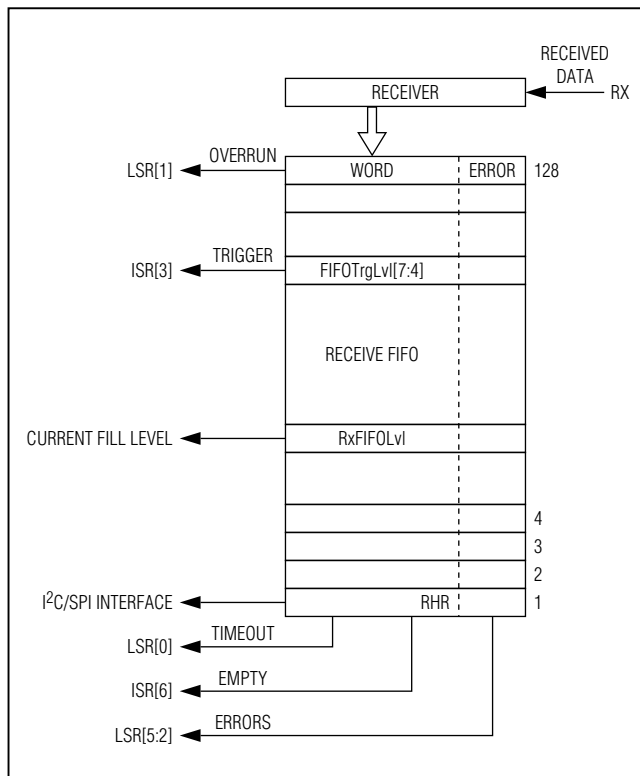 RECEIVED
DATA
RECEIVER
RX
LSR[1]
OVERRUN
WORD
ERROR
128
ISR[3]
TRIGGER
FIFOTrgLvl[7:4]
RECEIVE FIFO
CURRENT FILL LEVEL
RxFIFOLvl
4
3
2
I²C/SPI INTERFACE
RHR
1
LSR[0]
TIMEOUT
ISR[6]
EMPTY
LSR[5:2]
ERRORS